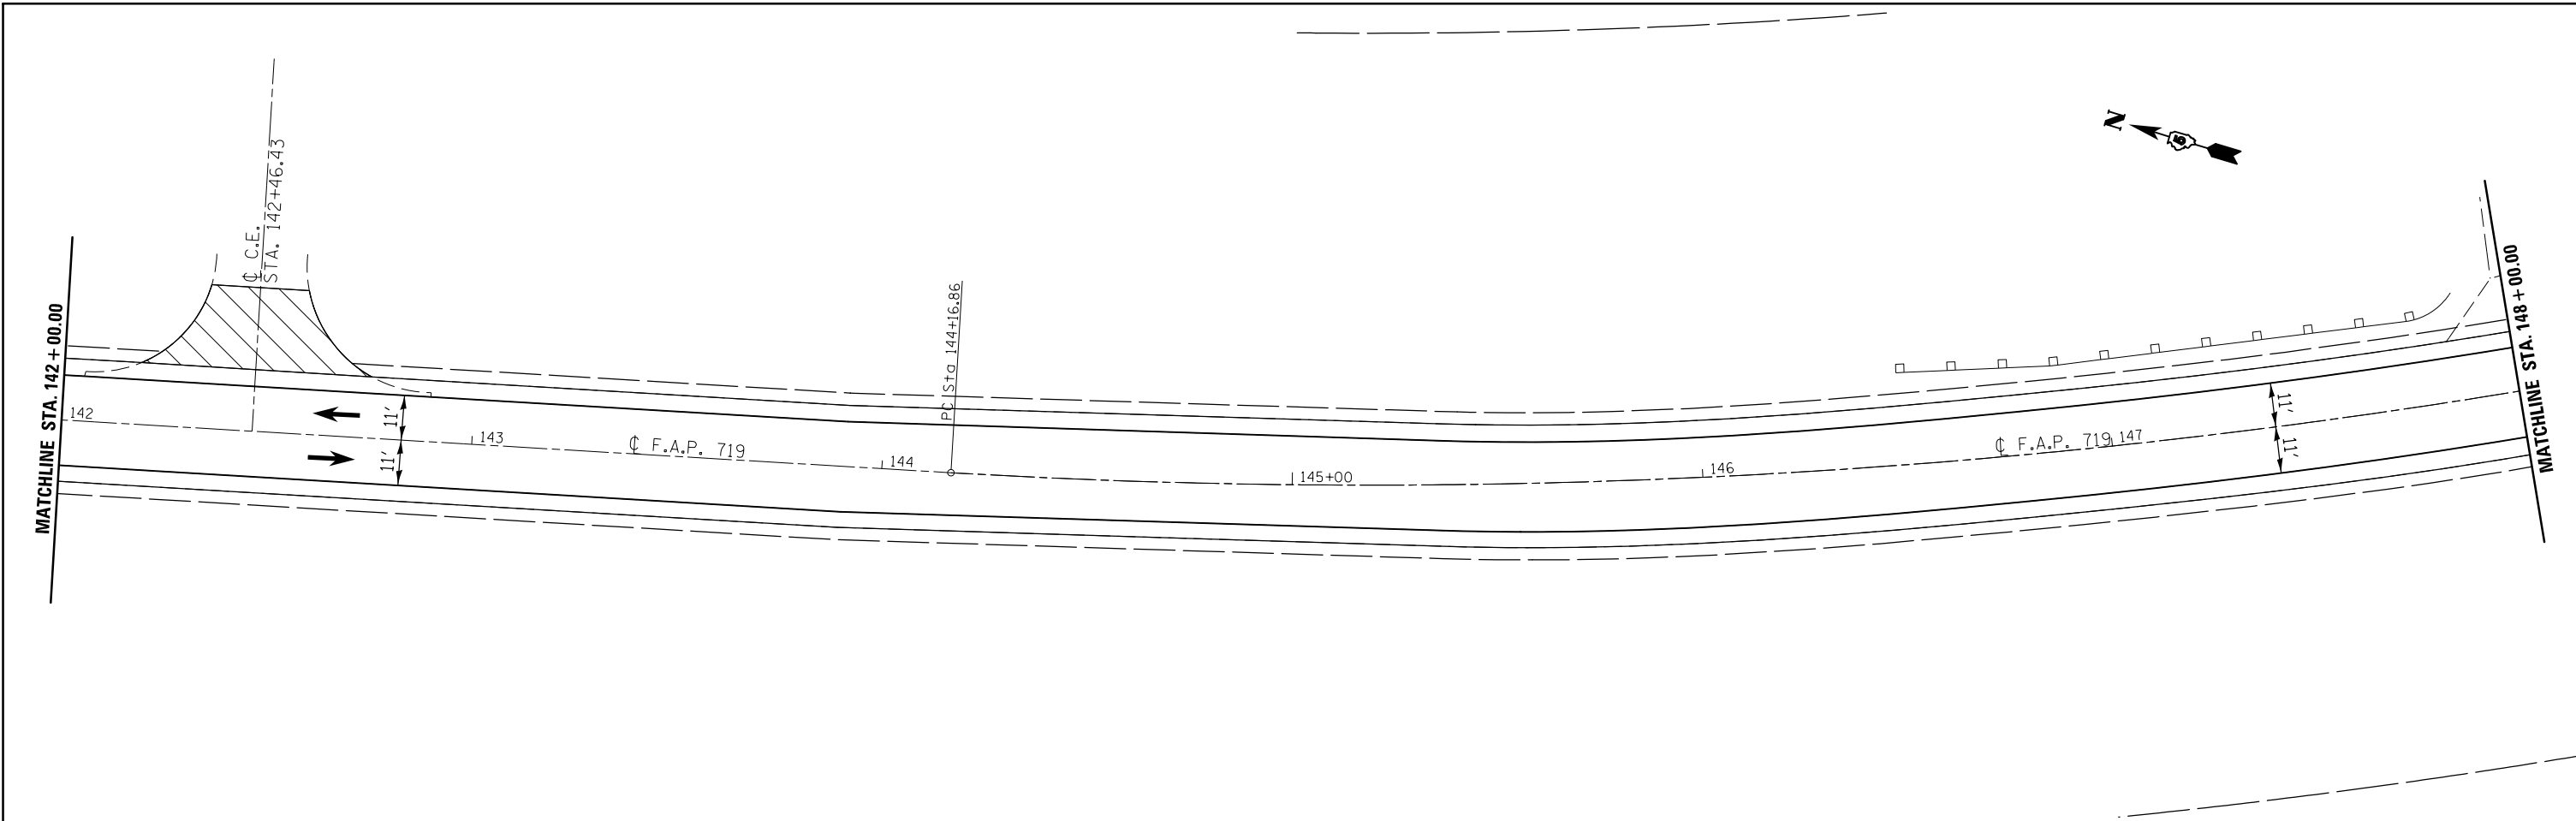 N
5
℄ C.E.
STA. 142+46.43
MATCHLINE STA. 142+00.00
142
11'
11'
143
℄ F.A.P. 719
144
PC Sta 144+16.86
145+00
146
℄ F.A.P. 719
147
11'
11'
MATCHLINE STA. 148+00.00